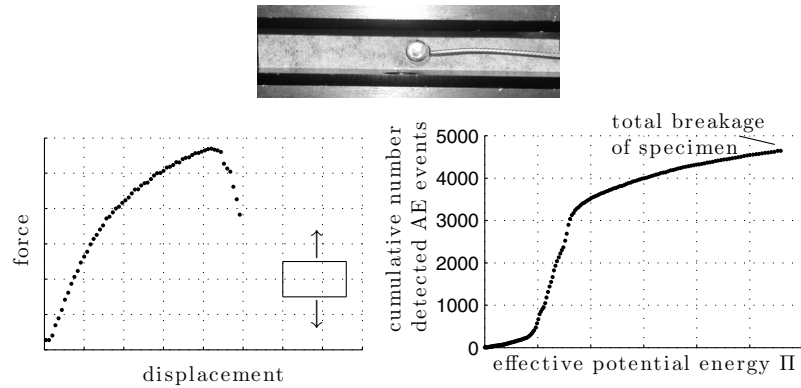 force
displacement
cumulative number
detected AE events
5000
4000
3000
2000
1000
0
total breakage
of specimen
effective potential energy Π